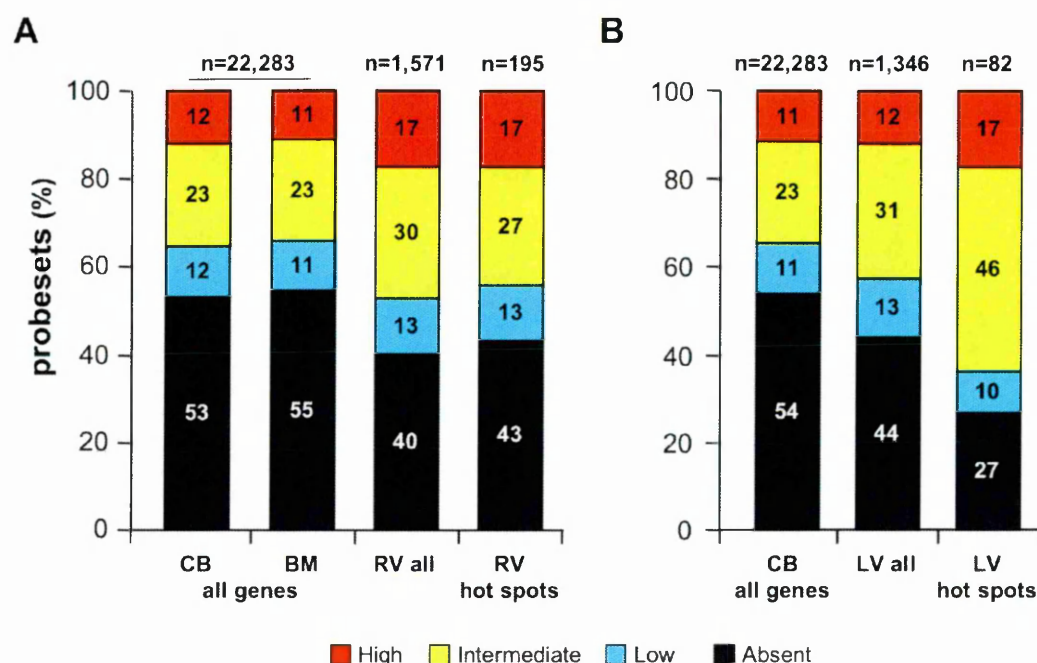 A
B
n=22,283 n=1,571 n=195
n=22,283 n=1,346 n=82
probesets (%)
100
80
60
40
20
0
12 11 17 17
23 23 30 27
12 11 13 13
53 55 40 43
CB BM RV all RV
all genes hot spots
100
80
60
40
20
0
11 12 17
23 31 46
11 13 10
54 44 27
CB LV all LV
all genes hot spots
High Intermediate Low Absent